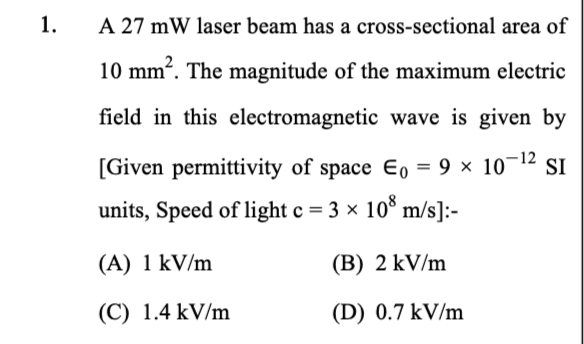 1. A 27 mW laser beam has a cross-sectional area of
10 mm². The magnitude of the maximum electric
field in this electromagnetic wave is given by
[Given permittivity of space ∈₀ = 9 × 10⁻¹² SI
units, Speed of light c = 3 × 10⁸ m/s]:-
(A) 1 kV/m (B) 2 kV/m
(C) 1.4 kV/m (D) 0.7 kV/m